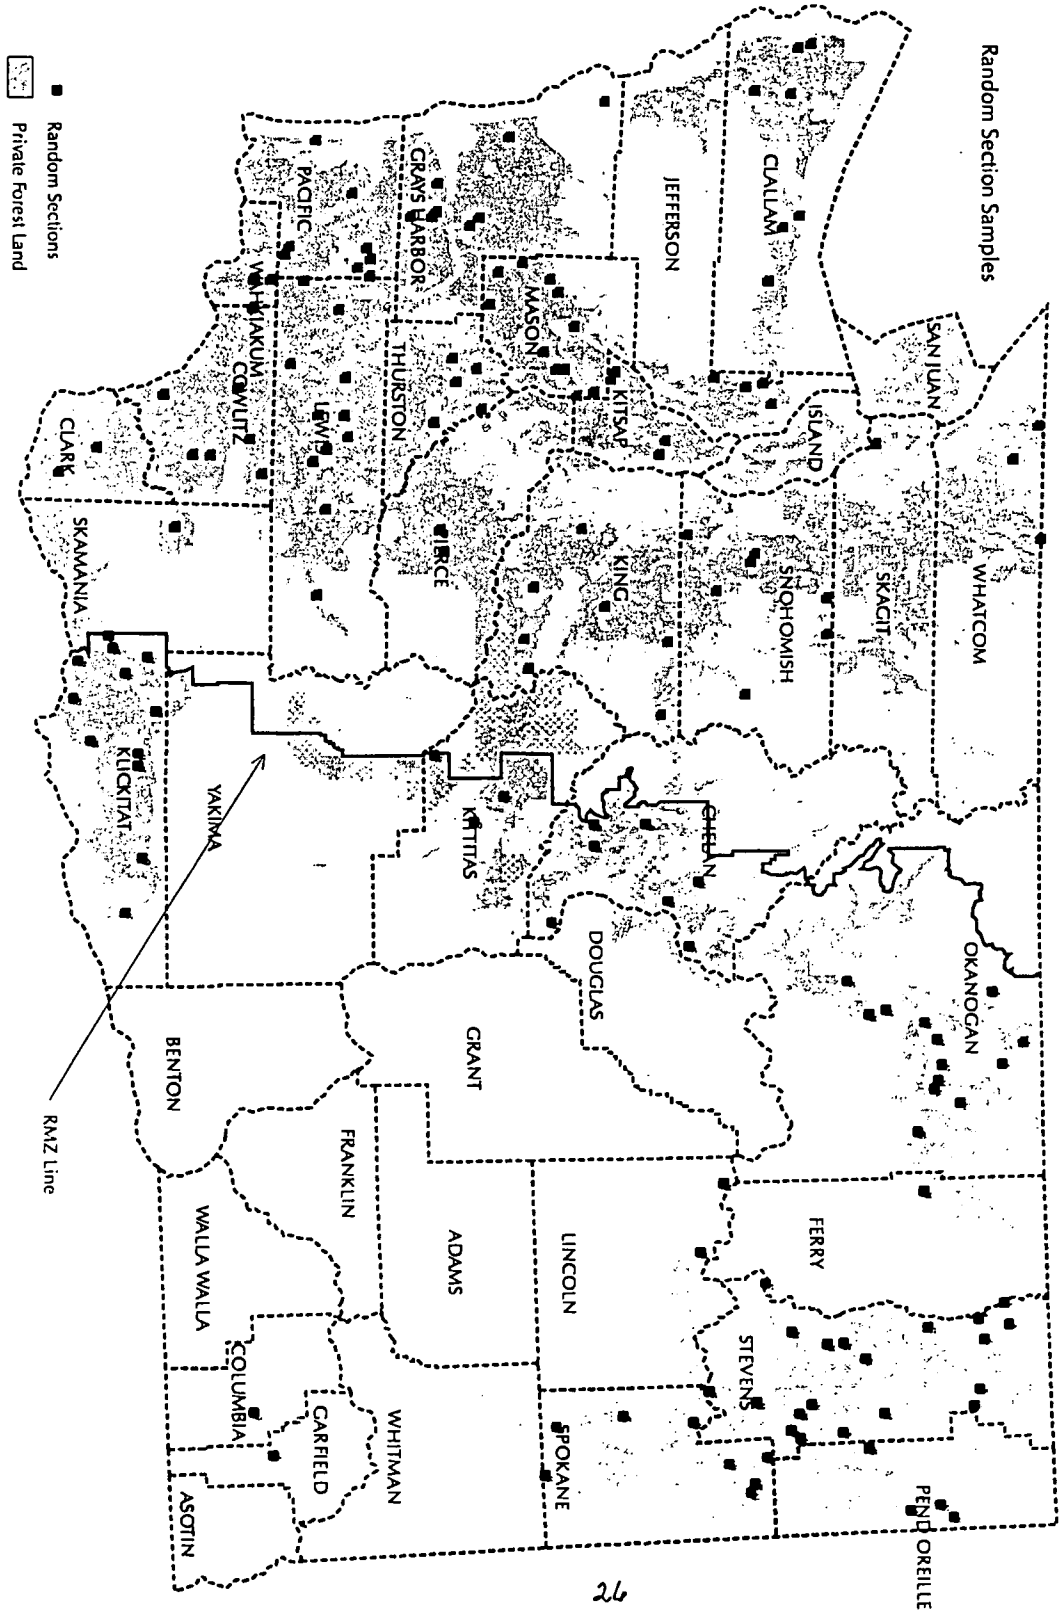 Random Section Samples
WHATCOM
SAN JUAN
SKAGIT
ISLAND
SNOHOMISH
CLALLAM
JEFFERSON
KITSAP
KING
MASON
GRAYS HARBOR
THURSTON
PIERCE
PACIFIC
LEWIS
WAHKIAKUM
COWLITZ
CLARK
SKAMANIA
OKANOGAN
CHELAN
DOUGLAS
KITTITAS
YAKIMA
KLICKITAT
FERRY
STEVENS
PEND OREILLE
LINCOLN
SPOKANE
GRANT
ADAMS
WHITMAN
FRANKLIN
BENTON
WALLA WALLA
COLUMBIA
GARFIELD
ASOTIN
RMZ Line
Random Sections
Private Forest Land
26